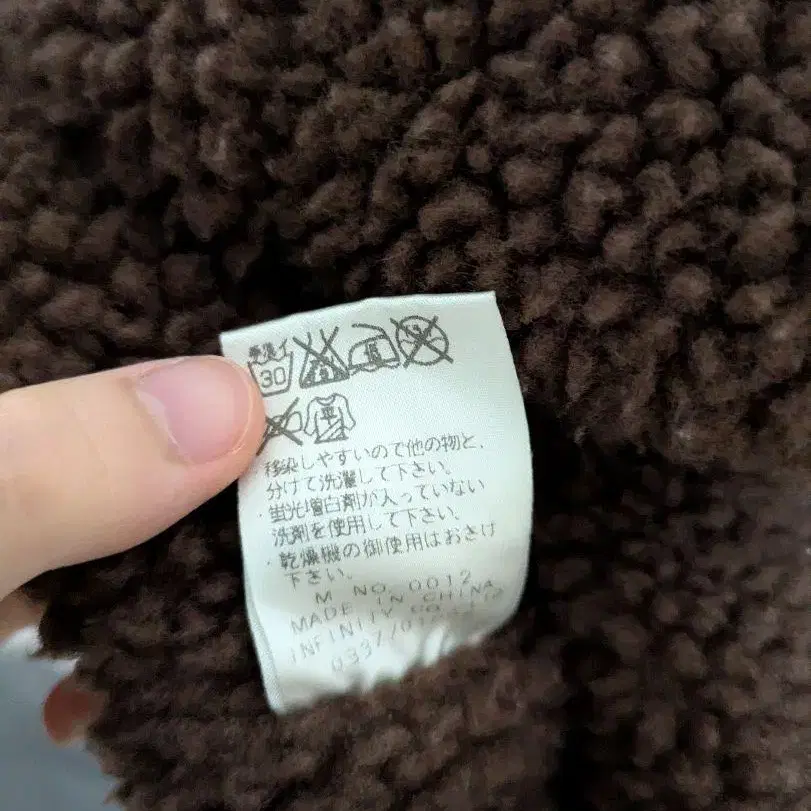 手洗イ
30
平
移染しやすいので他の物と、
分けて洗濯して下さい。
・蛍光増白剤が入っていない
洗剤を使用して下さい。
・乾燥機の御使用はおさけ
下さい。
M NO. 0012
MADE IN CHINA
INFINITY CO